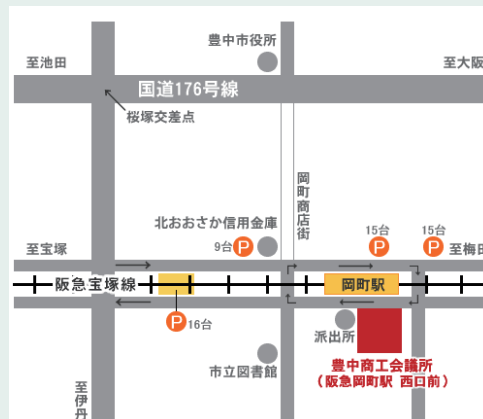 豊中市役所
至池田
至大阪
国道176号線
桜塚交差点
岡町商店街
北おおさか信用金庫
9台 P
15台
P
15台
P
至宝塚
至梅田
阪急宝塚線
岡町駅
P 16台
派出所
市立図書館
豊中商工会議所
(阪急岡町駅 西口前)
至伊丹